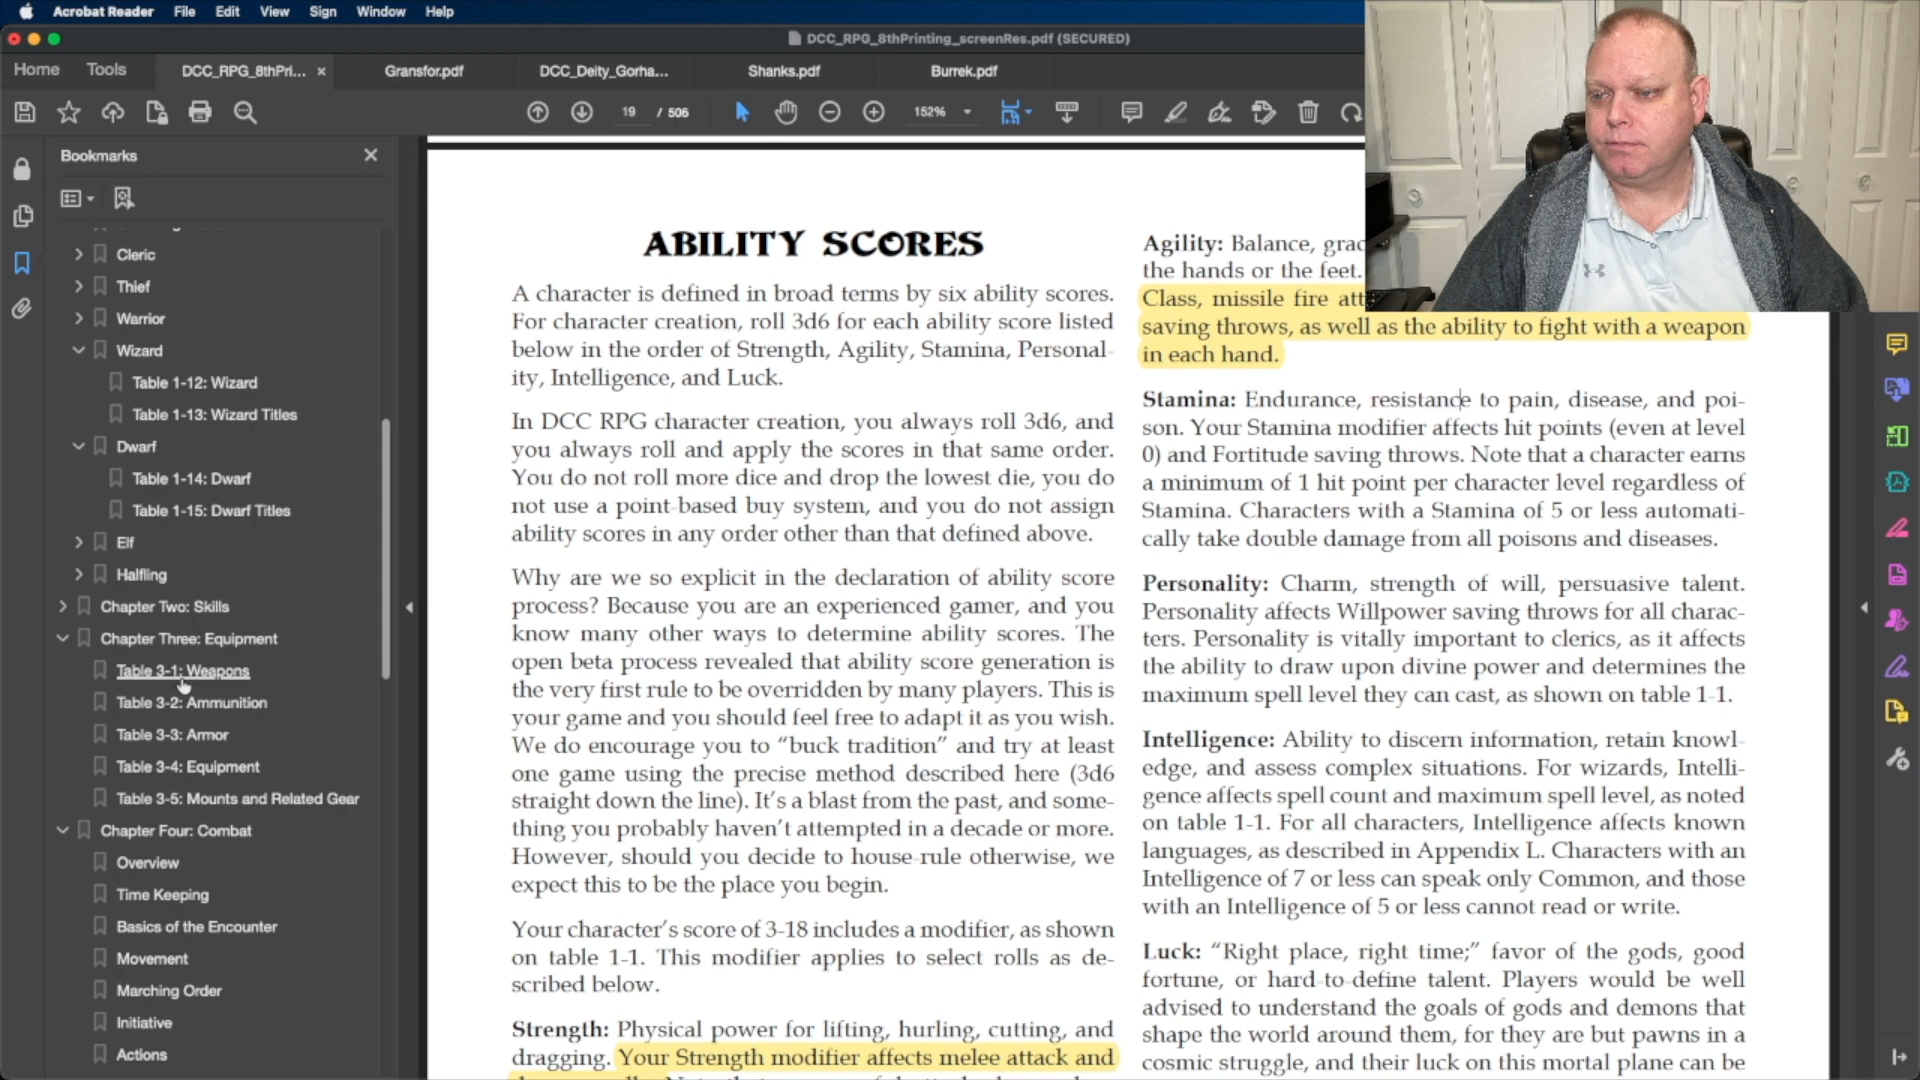 Acrobat Reader File Edit View Sign Window Help
DCC_RPG_8thPrinting_screenRes.pdf (SECURED)
Home Tools DCC_RPG_8thPri... × Gransfor.pdf DCC_Deity_Gorha... Shanks.pdf Burrek.pdf
19 / 506 152%
Bookmarks
Cleric
Thief
Warrior
Wizard
Table 1-12: Wizard
Table 1-13: Wizard Titles
Dwarf
Table 1-14: Dwarf
Table 1-15: Dwarf Titles
Elf
Halfling
Chapter Two: Skills
Chapter Three: Equipment
Table 3-1: Weapons
Table 3-2: Ammunition
Table 3-3: Armor
Table 3-4: Equipment
Table 3-5: Mounts and Related Gear
Chapter Four: Combat
Overview
Time Keeping
Basics of the Encounter
Movement
Marching Order
Initiative
Actions
ABILITY SCORES
A character is defined in broad terms by six ability scores.
For character creation, roll 3d6 for each ability score listed
below in the order of Strength, Agility, Stamina, Personal-
ity, Intelligence, and Luck.
In DCC RPG character creation, you always roll 3d6, and
you always roll and apply the scores in that same order.
You do not roll more dice and drop the lowest die, you do
not use a point-based buy system, and you do not assign
ability scores in any order other than that defined above.
Why are we so explicit in the declaration of ability score
process? Because you are an experienced gamer, and you
know many other ways to determine ability scores. The
open beta process revealed that ability score generation is
the very first rule to be overridden by many players. This is
your game and you should feel free to adapt it as you wish.
We do encourage you to “buck tradition” and try at least
one game using the precise method described here (3d6
straight down the line). It’s a blast from the past, and some-
thing you probably haven’t attempted in a decade or more.
However, should you decide to house-rule otherwise, we
expect this to be the place you begin.
Your character’s score of 3-18 includes a modifier, as shown
on table 1-1. This modifier applies to select rolls as de-
scribed below.
Strength: Physical power for lifting, hurling, cutting, and
dragging. Your Strength modifier affects melee attack and
Agility: Balance, grac
the hands or the feet.
Class, missile fire att
saving throws, as well as the ability to fight with a weapon
in each hand.
Stamina: Endurance, resistance to pain, disease, and poi-
son. Your Stamina modifier affects hit points (even at level
0) and Fortitude saving throws. Note that a character earns
a minimum of 1 hit point per character level regardless of
Stamina. Characters with a Stamina of 5 or less automati-
cally take double damage from all poisons and diseases.
Personality: Charm, strength of will, persuasive talent.
Personality affects Willpower saving throws for all charac-
ters. Personality is vitally important to clerics, as it affects
the ability to draw upon divine power and determines the
maximum spell level they can cast, as shown on table 1-1.
Intelligence: Ability to discern information, retain knowl-
edge, and assess complex situations. For wizards, Intelli-
gence affects spell count and maximum spell level, as noted
on table 1-1. For all characters, Intelligence affects known
languages, as described in Appendix L. Characters with an
Intelligence of 7 or less can speak only Common, and those
with an Intelligence of 5 or less cannot read or write.
Luck: “Right place, right time;” favor of the gods, good
fortune, or hard-to-define talent. Players would be well
advised to understand the goals of gods and demons that
shape the world around them, for they are but pawns in a
cosmic struggle, and their luck on this mortal plane can be